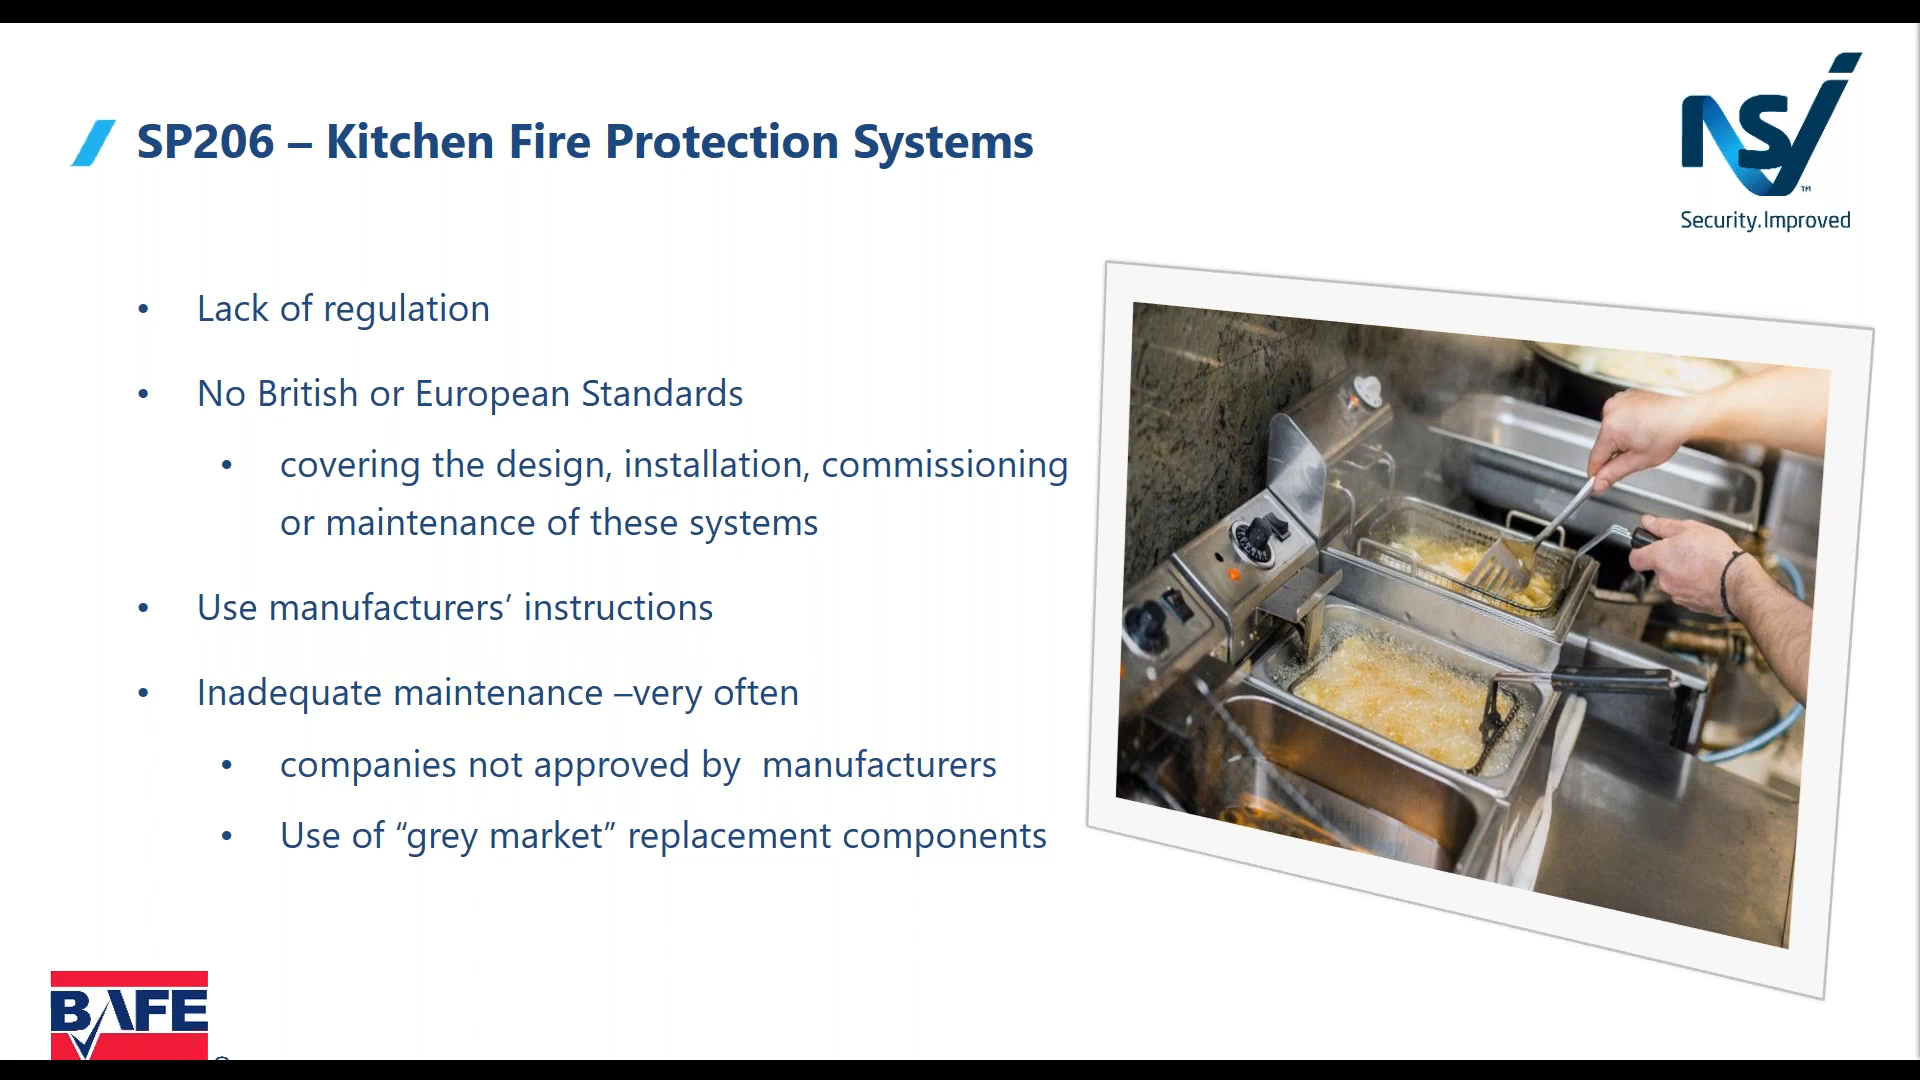 SP206 – Kitchen Fire Protection Systems
NSI
™
Security.Improved
• Lack of regulation
• No British or European Standards
• covering the design, installation, commissioning
or maintenance of these systems
• Use manufacturers’ instructions
• Inadequate maintenance –very often
• companies not approved by  manufacturers
• Use of “grey market” replacement components
BAFE